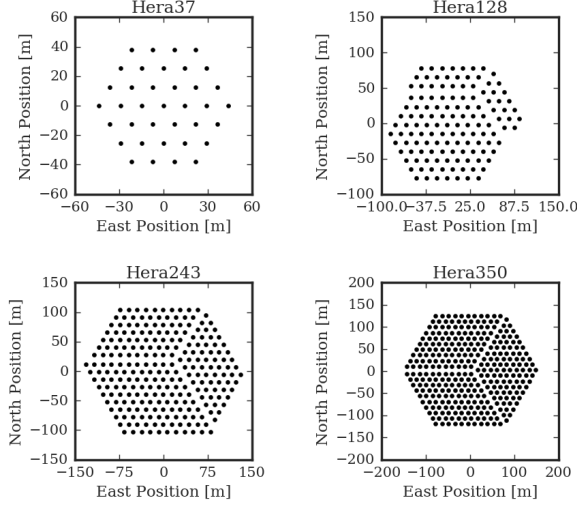 Hera37
60
40
20
0
−20
−40
−60
−60 −30 0 30 60
North Position [m]
East Position [m]
Hera128
150
100
50
0
−50
−100
−100.0 −37.5 25.0 87.5 150.0
North Position [m]
East Position [m]
Hera243
150
100
50
0
−50
−100
−150
−150 −75 0 75 150
North Position [m]
East Position [m]
Hera350
200
150
100
50
0
−50
−100
−150
−200
−200 −100 0 100 200
North Position [m]
East Position [m]